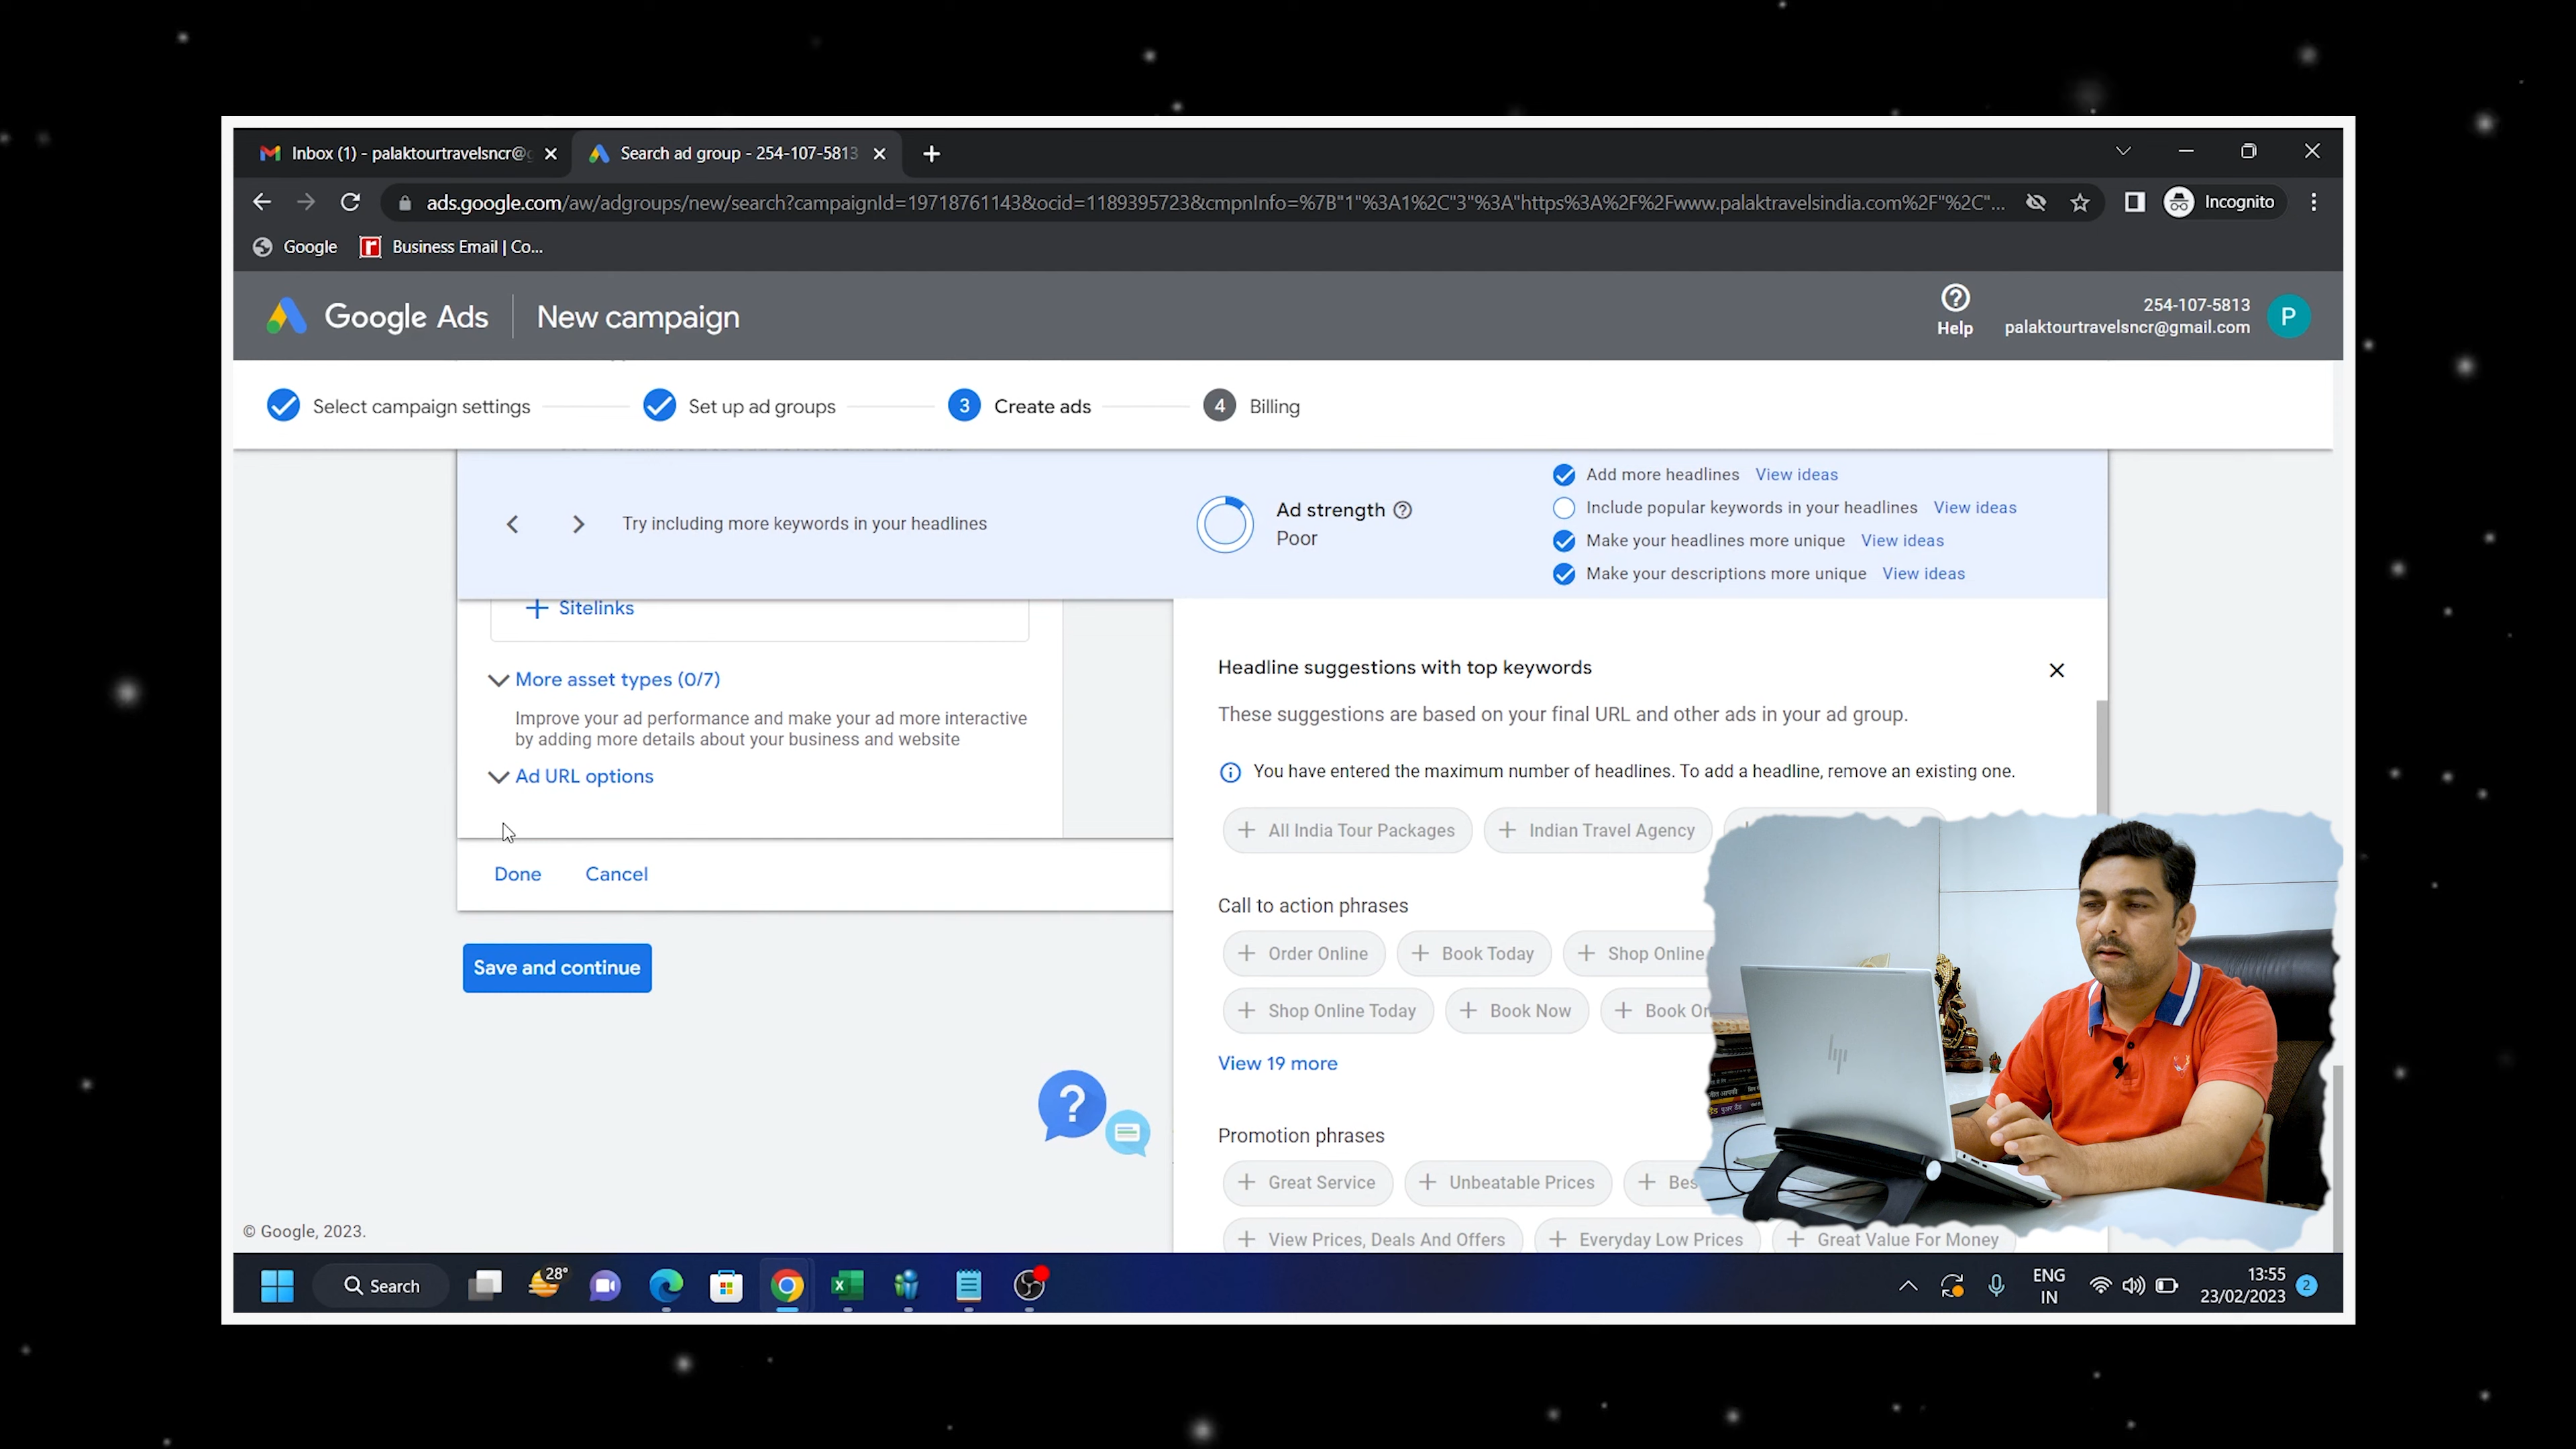 Inbox (1) - palaktourtravelsncr@g
Search ad group - 254-107-5813
ads.google.com/aw/adgroups/new/search?campaignId=19718761143&ocid=1189395723&cmpnInfo=%7B"1"%3A1%2C"3"%3A"https%3A%2F%2Fwww.palaktravelsindia.com%2F"%2C"...
Incognito
Google
Business Email | Co...
Google Ads
New campaign
Help
254-107-5813
palaktourtravelsncr@gmail.com
P
Select campaign settings
Set up ad groups
3 Create ads
4 Billing
Try including more keywords in your headlines
Ad strength
Poor
Add more headlines View ideas
Include popular keywords in your headlines View ideas
Make your headlines more unique View ideas
Make your descriptions more unique View ideas
+ Sitelinks
More asset types (0/7)
Improve your ad performance and make your ad more interactive
by adding more details about your business and website
Ad URL options
Done
Cancel
Save and continue
Headline suggestions with top keywords
These suggestions are based on your final URL and other ads in your ad group.
You have entered the maximum number of headlines. To add a headline, remove an existing one.
+ All India Tour Packages
+ Indian Travel Agency
Call to action phrases
+ Order Online
+ Book Today
+ Shop Online
+ Shop Online Today
+ Book Now
+ Book On
View 19 more
Promotion phrases
+ Great Service
+ Unbeatable Prices
+ Bes
+ View Prices, Deals And Offers
+ Everyday Low Prices
+ Great Value For Money
© Google, 2023.
Search
28°
ENG
IN
13:55
23/02/2023
2
hp